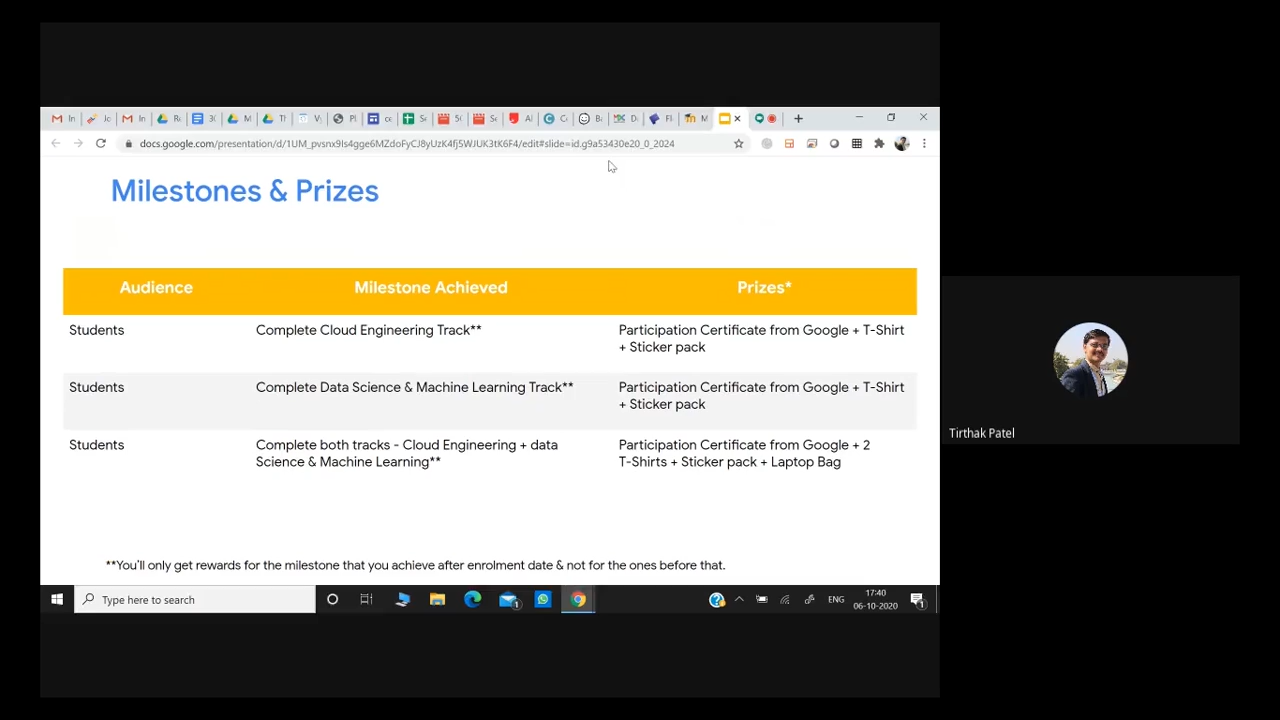 docs.google.com/presentation/d/1UM_pvsnx9Is4gge6MZdoFyCJ8yUzK4fj5WJUK3tK6F4/edit#slide=id.g9a53430e20_0_2024
Milestones & Prizes
Audience Milestone Achieved Prizes*
Students Complete Cloud Engineering Track** Participation Certificate from Google + T-Shirt
+ Sticker pack
Students Complete Data Science & Machine Learning Track** Participation Certificate from Google + T-Shirt
+ Sticker pack
Students Complete both tracks - Cloud Engineering + data Participation Certificate from Google + 2
Science & Machine Learning** T-Shirts + Sticker pack + Laptop Bag
**You'll only get rewards for the milestone that you achieve after enrolment date & not for the ones before that.
Tirthak Patel
Type here to search
ENG
17:40
06-10-2020